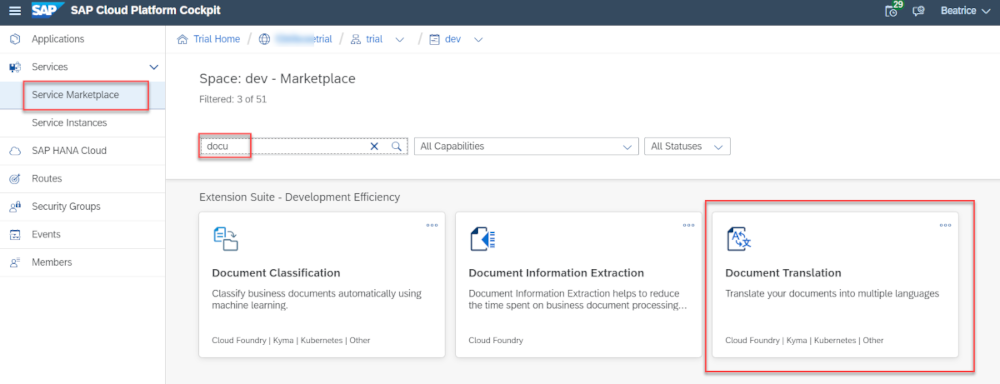 SAP SAP Cloud Platform Cockpit 29 Beatrice
Applications
Services
Service Marketplace
Service Instances
SAP HANA Cloud
Routes
Security Groups
Events
Members
Trial Home / trial / trial / dev
Space: dev - Marketplace
Filtered: 3 of 51
docu
All Capabilities
All Statuses
Extension Suite - Development Efficiency
Document Classification
Classify business documents automatically using
machine learning.
Cloud Foundry | Kyma | Kubernetes | Other
Document Information Extraction
Document Information Extraction helps to reduce
the time spent on business document processing...
Cloud Foundry
Document Translation
Translate your documents into multiple languages
Cloud Foundry | Kyma | Kubernetes | Other